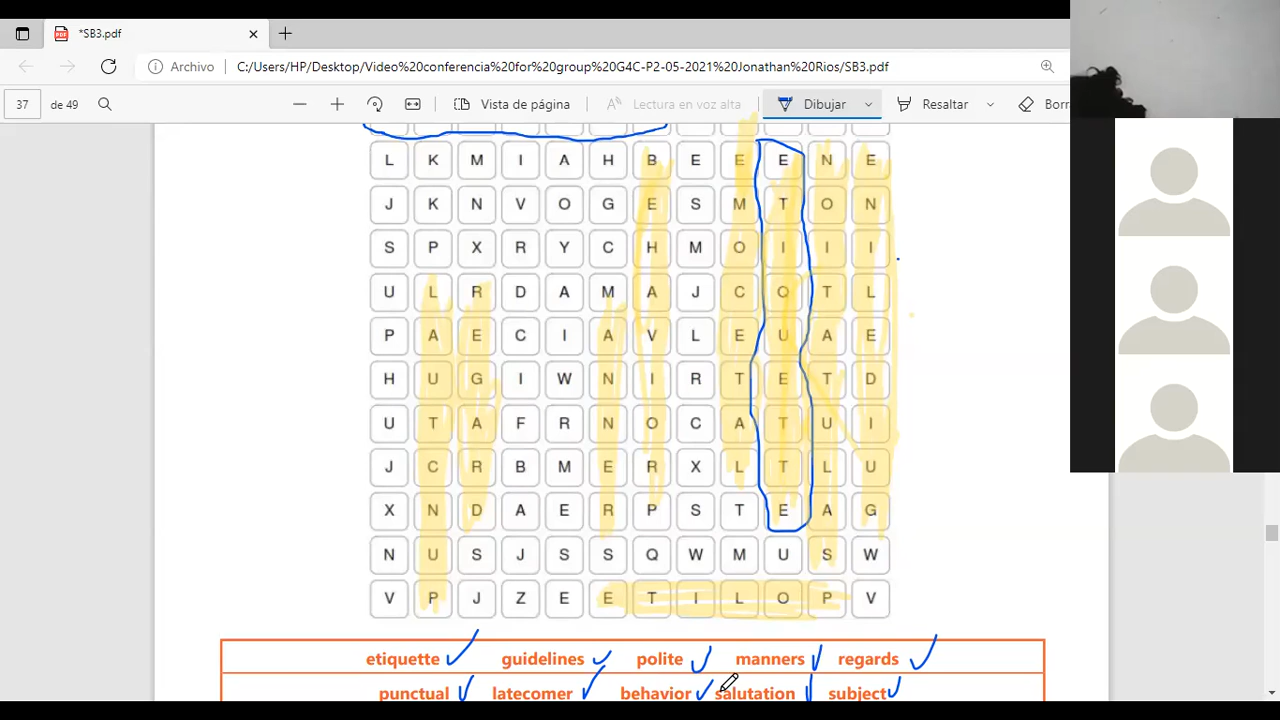 *SB3.pdf
Archivo C:/Users/HP/Desktop/Video%20conferencia%20for%20group%20G4C-P2-05-2021%20Jonathan%20Rios/SB3.pdf
37 de 49 Vista de página Lectura en voz alta Dibujar Resaltar Borr
L K M I A H B E E E N E
J K N V O G E S M T O N
S P X R Y C H M O I I I
U L R D A M A J C Q T L
P A E C I A V L E U A E
H U G I W N I R T E T D
U T A F R N O C A T U I
J C R B M E R X L T L U
X N D A E R P S T E A G
N U S J S S Q W M U S W
V P J Z E E T I L O P V
etiquette guidelines polite manners regards
punctual latecomer behavior salutation subject